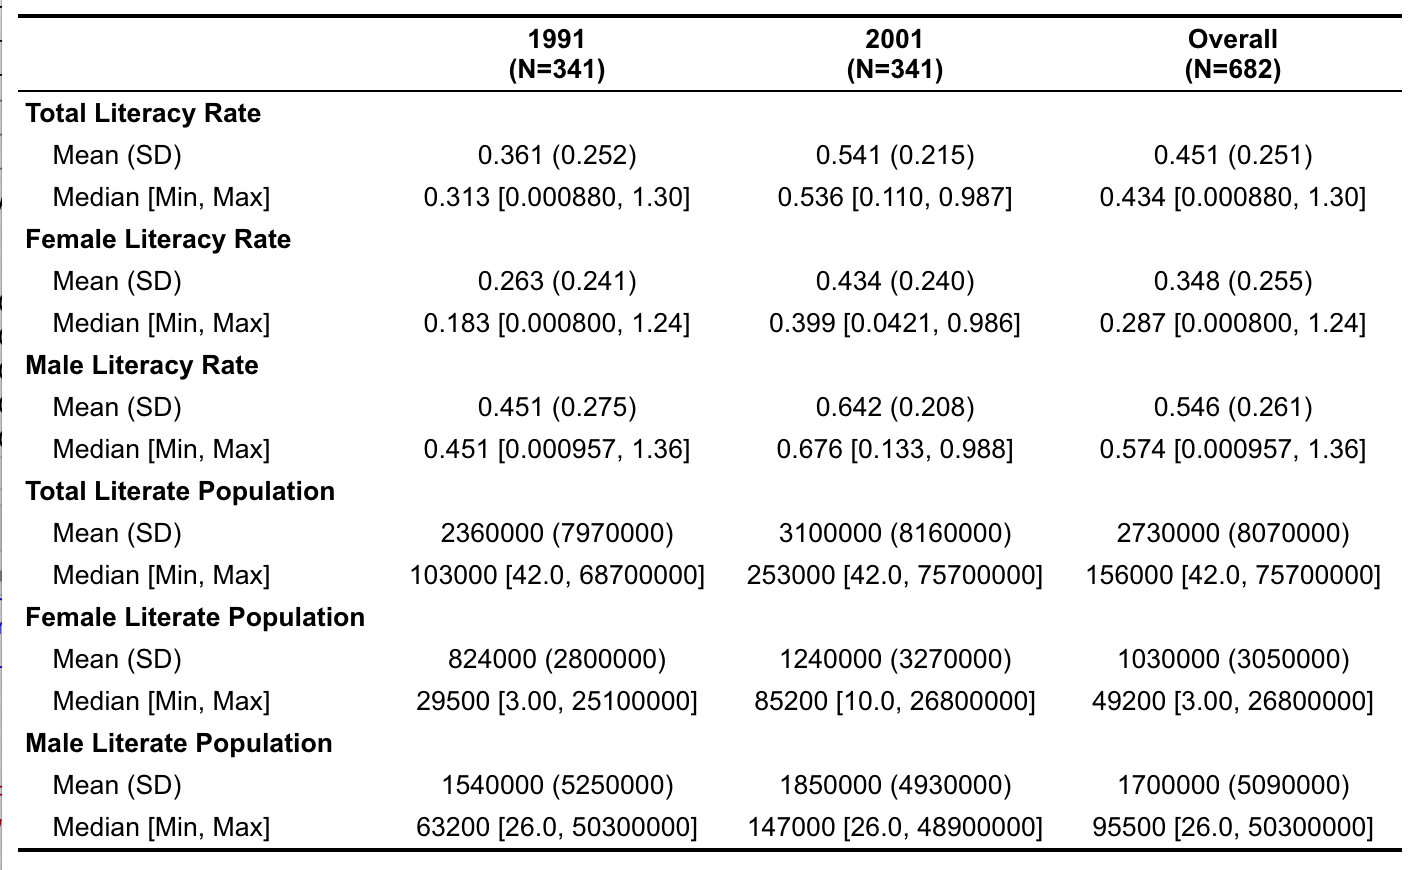 1991 2001 Overall
(N=341) (N=341) (N=682)
Total Literacy Rate
Mean (SD) 0.361 (0.252) 0.541 (0.215) 0.451 (0.251)
Median [Min, Max] 0.313 [0.000880, 1.30] 0.536 [0.110, 0.987] 0.434 [0.000880, 1.30]
Female Literacy Rate
Mean (SD) 0.263 (0.241) 0.434 (0.240) 0.348 (0.255)
Median [Min, Max] 0.183 [0.000800, 1.24] 0.399 [0.0421, 0.986] 0.287 [0.000800, 1.24]
Male Literacy Rate
Mean (SD) 0.451 (0.275) 0.642 (0.208) 0.546 (0.261)
Median [Min, Max] 0.451 [0.000957, 1.36] 0.676 [0.133, 0.988] 0.574 [0.000957, 1.36]
Total Literate Population
Mean (SD) 2360000 (7970000) 3100000 (8160000) 2730000 (8070000)
Median [Min, Max] 103000 [42.0, 68700000] 253000 [42.0, 75700000] 156000 [42.0, 75700000]
Female Literate Population
Mean (SD) 824000 (2800000) 1240000 (3270000) 1030000 (3050000)
Median [Min, Max] 29500 [3.00, 25100000] 85200 [10.0, 26800000] 49200 [3.00, 26800000]
Male Literate Population
Mean (SD) 1540000 (5250000) 1850000 (4930000) 1700000 (5090000)
Median [Min, Max] 63200 [26.0, 50300000] 147000 [26.0, 48900000] 95500 [26.0, 50300000]